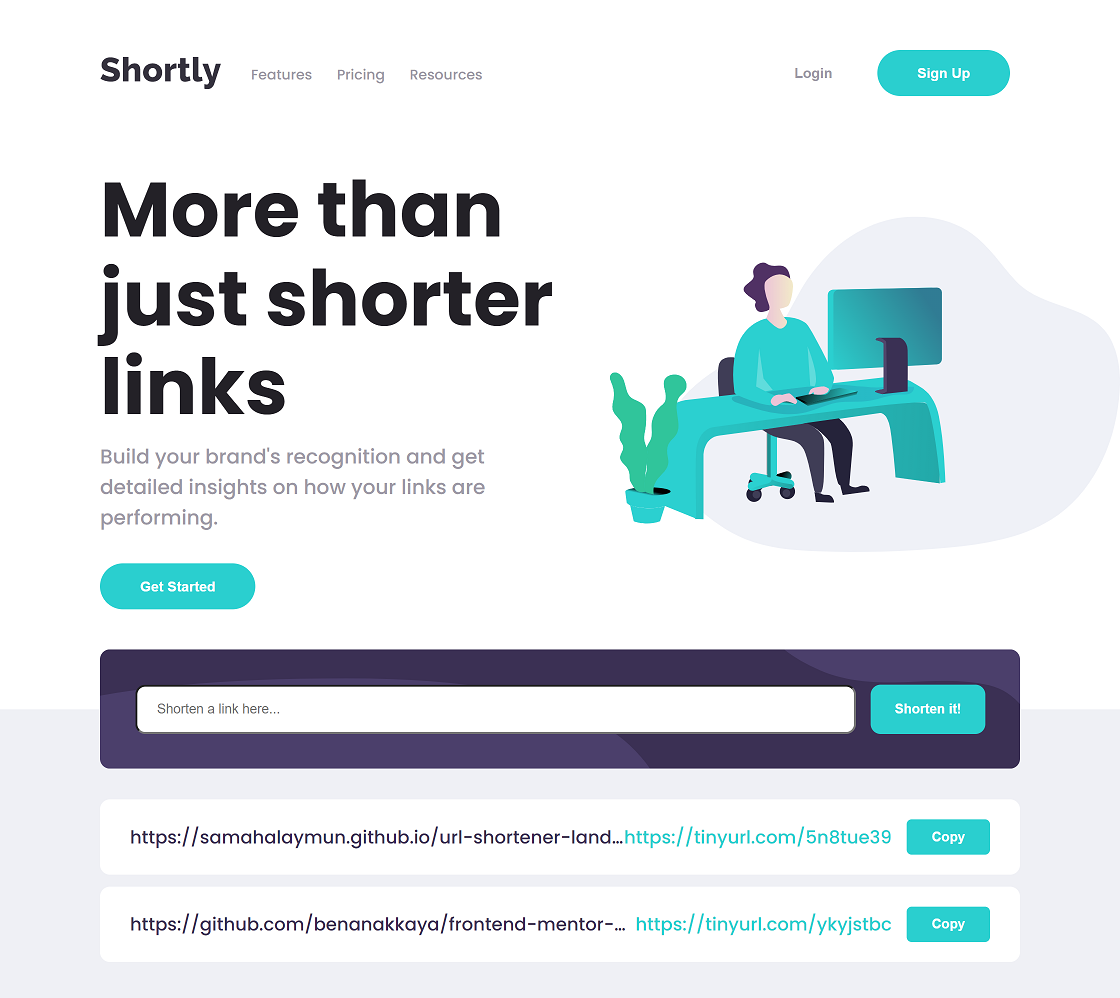 Shortly Features Pricing Resources Login Sign Up
More than
just shorter
links
Build your brand's recognition and get
detailed insights on how your links are
performing.
Get Started
Shorten a link here... Shorten it!
https://samahalaymun.github.io/url-shortener-land... https://tinyurl.com/5n8tue39 Copy
https://github.com/benanakkaya/frontend-mentor-... https://tinyurl.com/ykyjstbc Copy